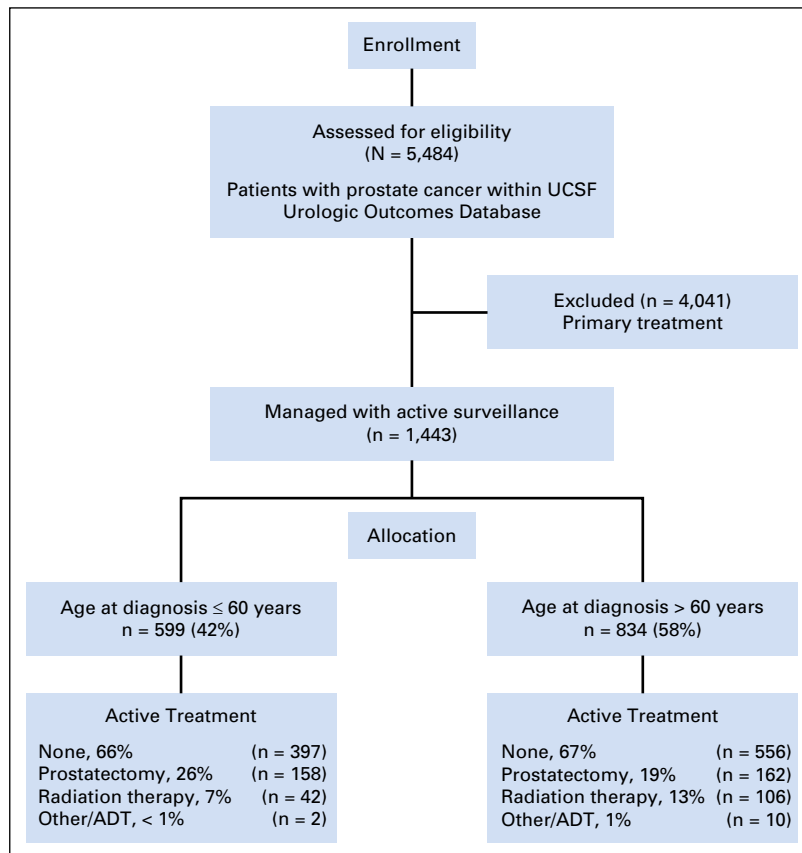 Enrollment
Assessed for eligibility
(N = 5,484)
Patients with prostate cancer within UCSF
Urologic Outcomes Database
Excluded (n = 4,041)
Primary treatment
Managed with active surveillance
(n = 1,443)
Allocation
Age at diagnosis ≤ 60 years
n = 599 (42%)
Age at diagnosis > 60 years
n = 834 (58%)
Active Treatment
None, 66% (n = 397)
Prostatectomy, 26% (n = 158)
Radiation therapy, 7% (n = 42)
Other/ADT, < 1% (n = 2)
Active Treatment
None, 67% (n = 556)
Prostatectomy, 19% (n = 162)
Radiation therapy, 13% (n = 106)
Other/ADT, 1% (n = 10)